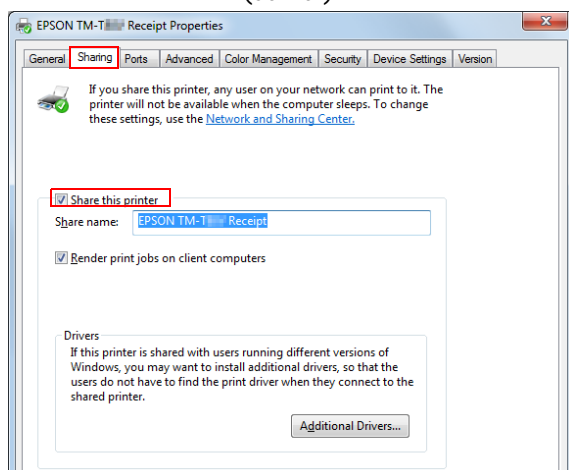 EPSON TM-T Receipt Properties
X
General Sharing Ports Advanced Color Management Security Device Settings Version
If you share this printer, any user on your network can print to it. The
printer will not be available when the computer sleeps. To change
these settings, use the Network and Sharing Center.
Share this printer
Share name: EPSON TM-T Receipt
Render print jobs on client computers
Drivers
If this printer is shared with users running different versions of
Windows, you may want to install additional drivers, so that the
users do not have to find the print driver when they connect to the
shared printer.
Additional Drivers...